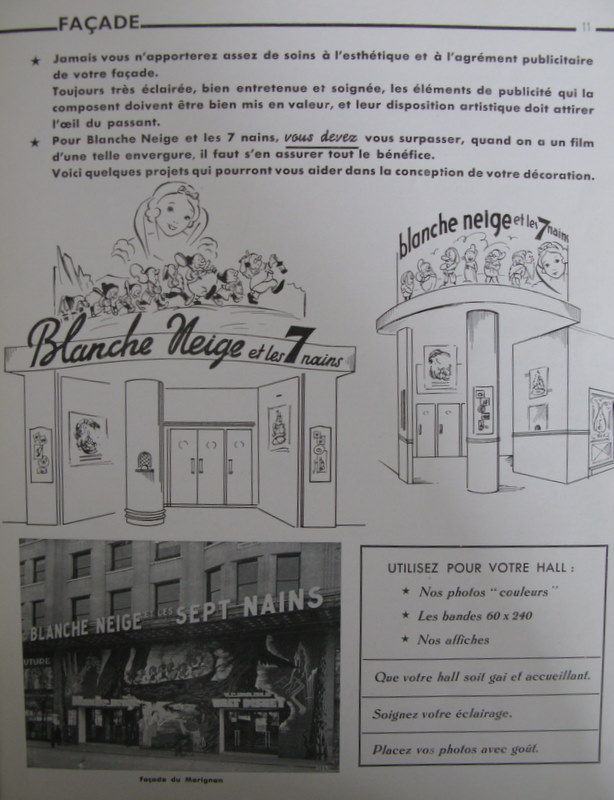 FAÇADE
11
★ Jamais vous n'apporterez assez de soins à l'esthétique et à l'agrément publicitaire
de votre façade.
Toujours très éclairée, bien entretenue et soignée, les éléments de publicité qui la
composent doivent être bien mis en valeur, et leur disposition artistique doit attirer
l'œil du passant.
★ Pour Blanche Neige et les 7 nains, vous devez vous surpasser, quand on a un film
d'une telle envergure, il faut s'en assurer tout le bénéfice.
Voici quelques projets qui pourront vous aider dans la conception de votre décoration.
blanche neige et les 7 nains
Blanche Neige et les 7 nains
BLANCHE NEIGE ET LES SEPT NAINS
WALT DISNEY
Façade du Marignan
UTILISEZ POUR VOTRE HALL :
★ Nos photos "couleurs"
★ Les bandes 60 x 240
★ Nos affiches
Que votre hall soit gai et accueillant.
Soignez votre éclairage.
Placez vos photos avec goût.